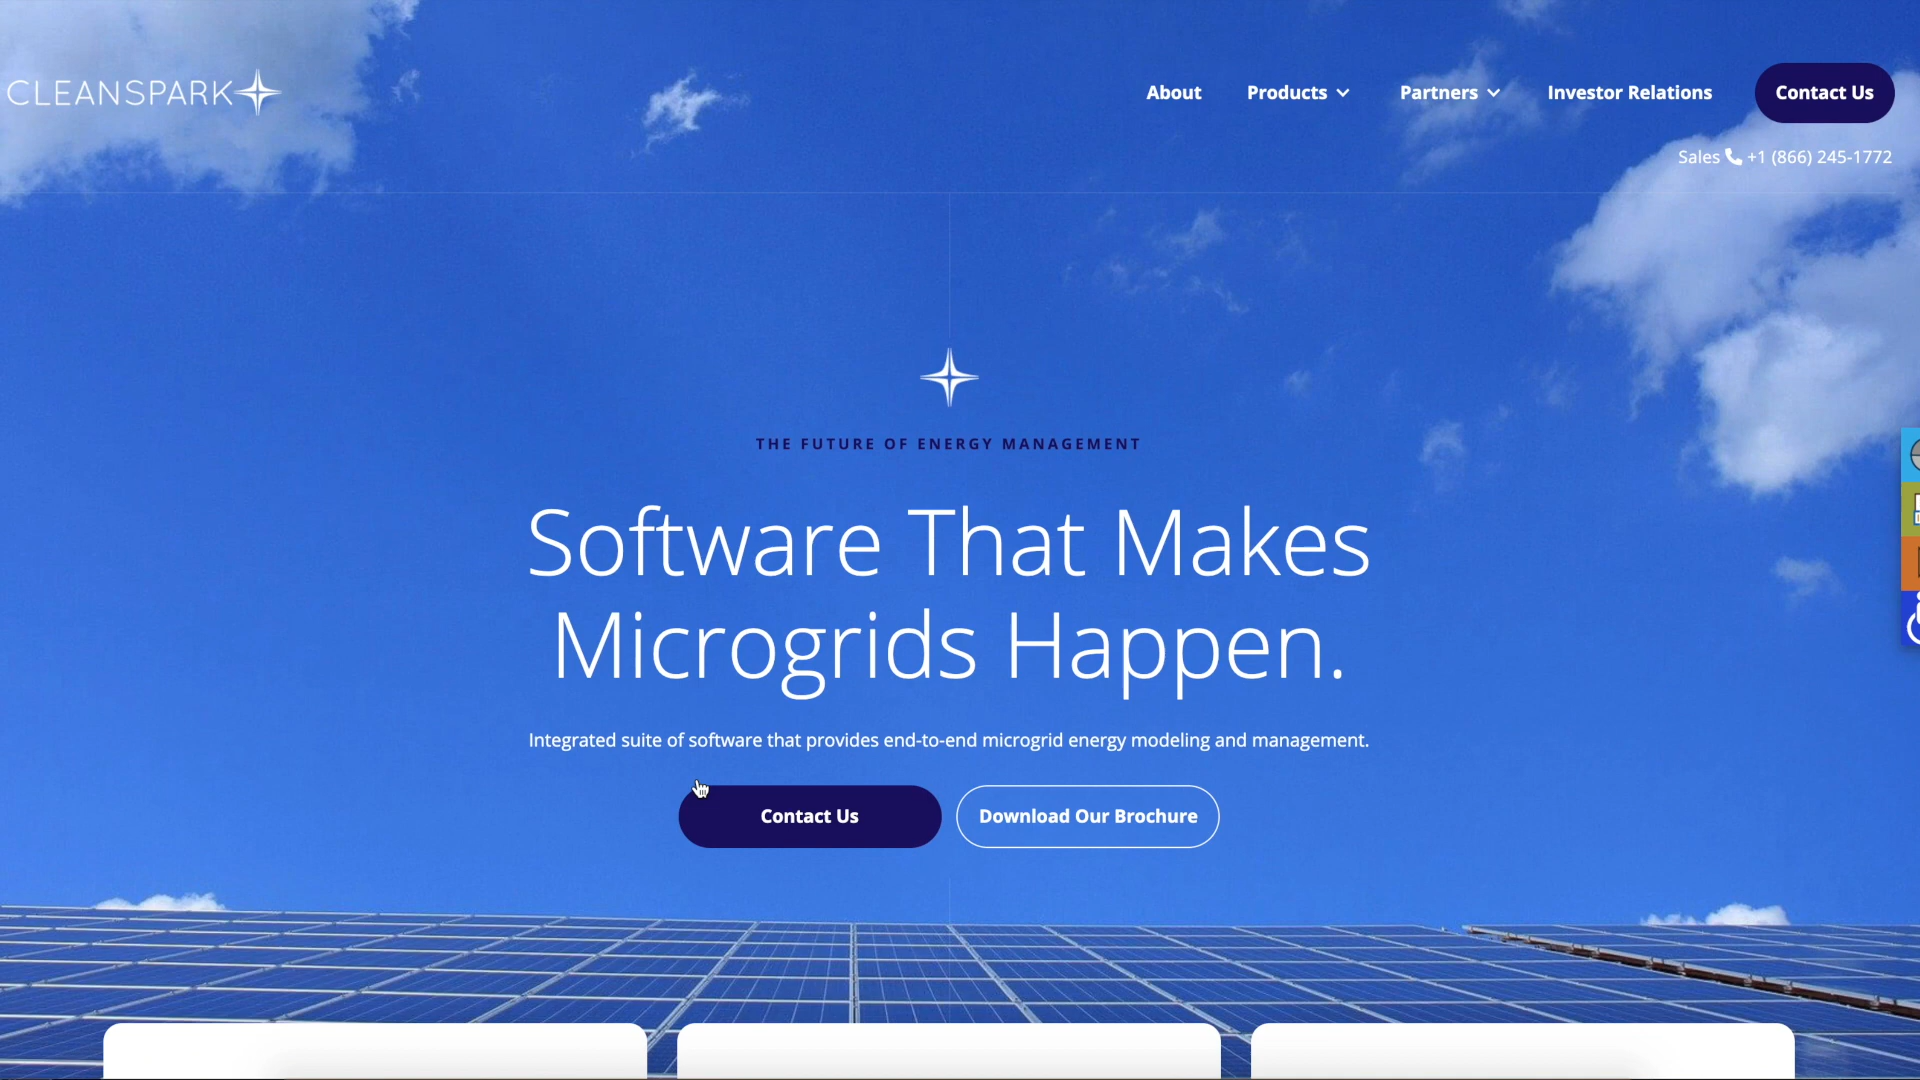 CLEANSPARK
About
Products
Partners
Investor Relations
Contact Us
Sales +1 (866) 245-1772
THE FUTURE OF ENERGY MANAGEMENT
Software That Makes
Microgrids Happen.
Integrated suite of software that provides end-to-end microgrid energy modeling and management.
Contact Us
Download Our Brochure